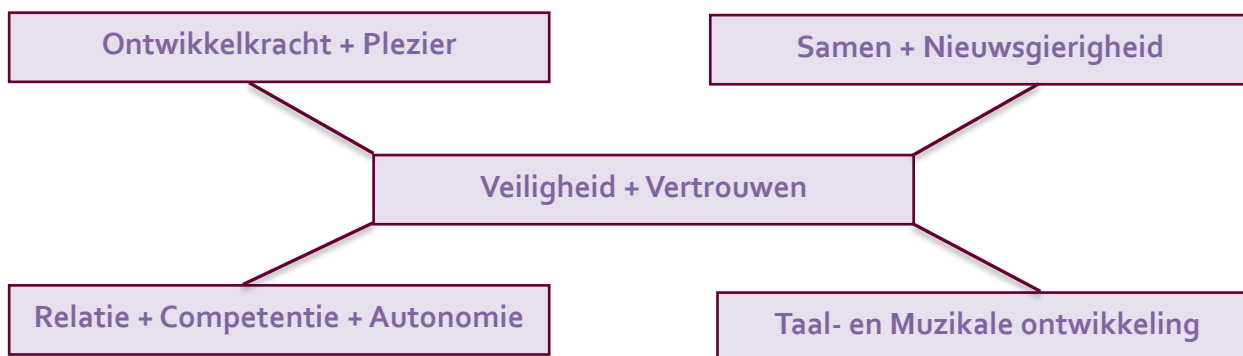 Ontwikkelkracht + Plezier
Samen + Nieuwsgierigheid
Veiligheid + Vertrouwen
Relatie + Competentie + Autonomie
Taal- en Muzikale ontwikkeling